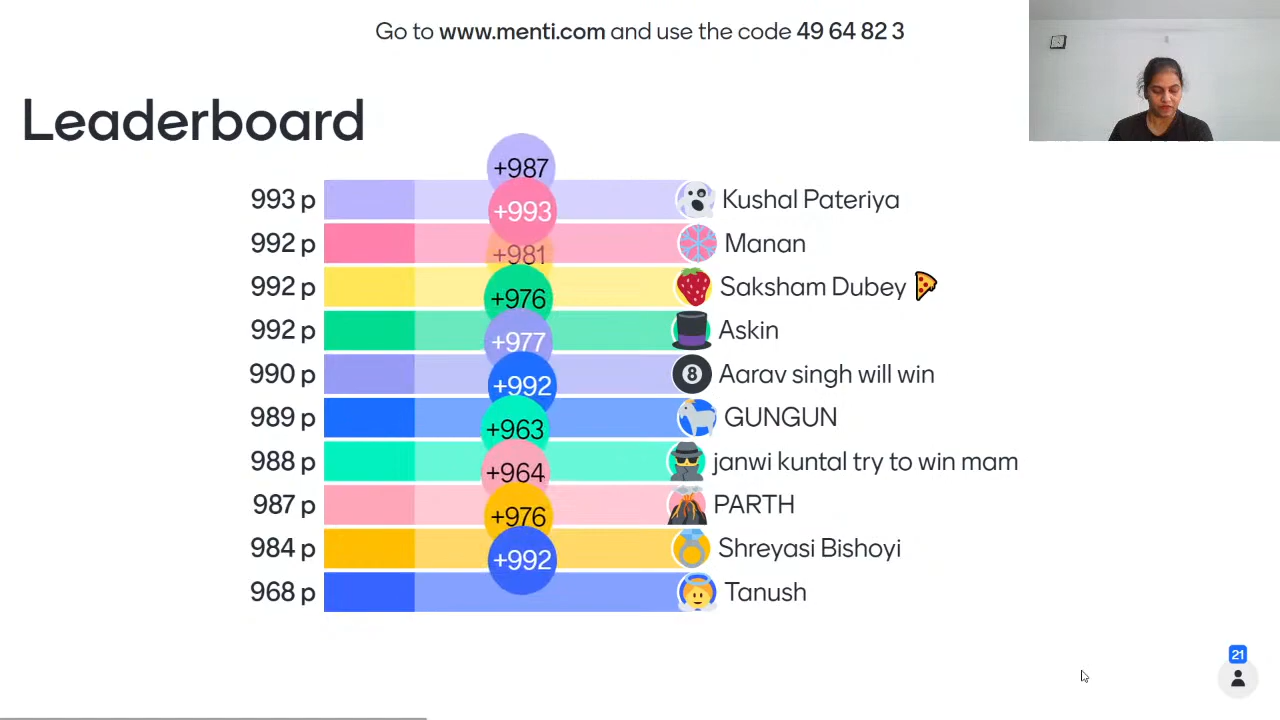 Go to www.menti.com and use the code 49 64 82 3
Leaderboard
+987
993 p Kushal Pateriya
+993
992 p Manan
+981
992 p Saksham Dubey
+976
992 p Askin
+977
990 p 8 Aarav singh will win
+992
989 p GUNGUN
+963
988 p janwi kuntal try to win mam
+964
987 p PARTH
+976
984 p Shreyasi Bishoyi
+992
968 p Tanush
21